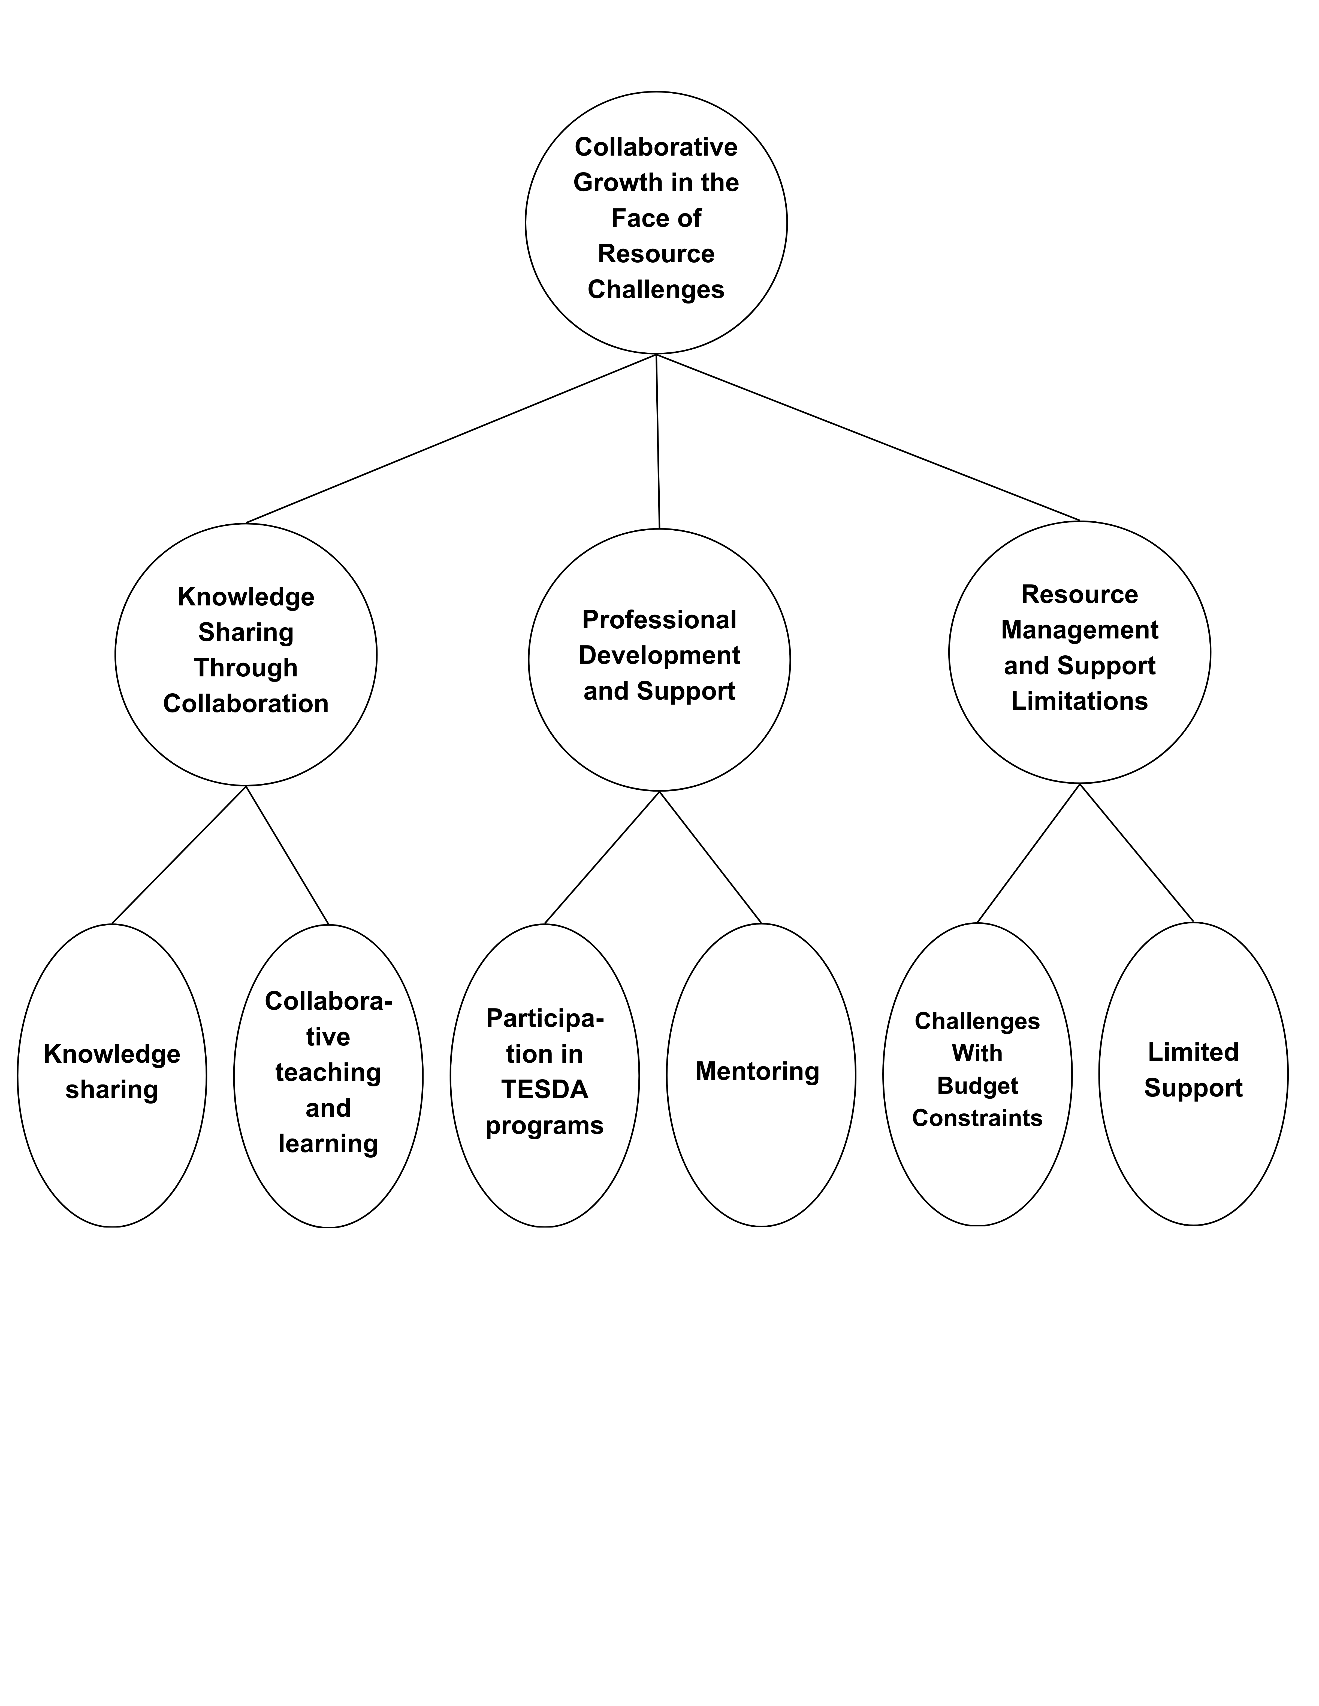 Collaborative
Growth in the
Face of
Resource
Challenges
Knowledge
Sharing
Through
Collaboration
Professional
Development
and Support
Resource
Management
and Support
Limitations
Knowledge
sharing
Collabora-
tive
teaching
and
learning
Participa-
tion in
TESDA
programs
Mentoring
Challenges
With
Budget
Constraints
Limited
Support